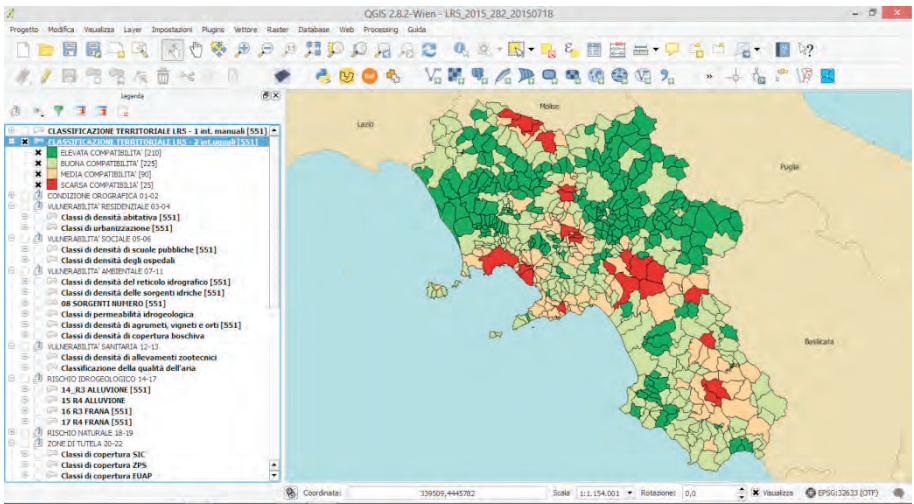 QGIS 2.8.2-Wien - LR5_2015_282_20150718
Progetto Modifica Visualizza Layer Impostazioni Plugins Vettore Raster Database Web Processing Guida
Legenda
CLASSIFICAZIONE TERRITORIALE LR5 - 1 int. manuali [551]
CLASSIFICAZIONE TERRITORIALE LR5 - 2 int.uguali [551]
ELEVATA COMPATIBILITA' [210]
BUONA COMPATIBILITA' [225]
MEDIA COMPATIBILITA' [90]
SCARSA COMPATIBILITA' [25]
CONDIZIONE OROGRAFICA 01-02
VULNERABILITA' RESIDENZIALE 03-04
Classi di densità abitativa [551]
Classi di urbanizzazione [551]
VULNERABILITA' SOCIALE 05-06
Classi di densità di scuole pubbliche [551]
Classi di densità degli ospedali
VULNERABILITA' AMBIENTALE 07-11
Classi di densità del reticolo idrografico [551]
Classi di densità delle sorgenti idriche [551]
08 SORGENTI NUMERO [551]
Classi di permeabilità idrogeologica
Classi di densità di agrumeti, vigneti e orti [551]
Classi di densità di copertura boschiva
VULNERABILITA' SANITARIA 12-13
Classi di densità di allevamenti zootecnici
Classificazione della qualità dell'aria
RISCHIO IDROGEOLOGICO 14-17
14_R3 ALLUVIONE [551]
15 R4 ALLUVIONE
16 R3 FRANA [551]
17 R4 FRANA [551]
RISCHIO NATURALE 18-19
ZONE DI TUTELA 20-22
Classi di copertura SIC
Classi di copertura ZPS
Classi di copertura EUAP
Lazio
Molise
Puglia
Basilicata
Coordinata: 339509,4445782 Scala 1:1.154.001 Rotazione: 0,0 Visualizza EPSG:32633 (OTF)